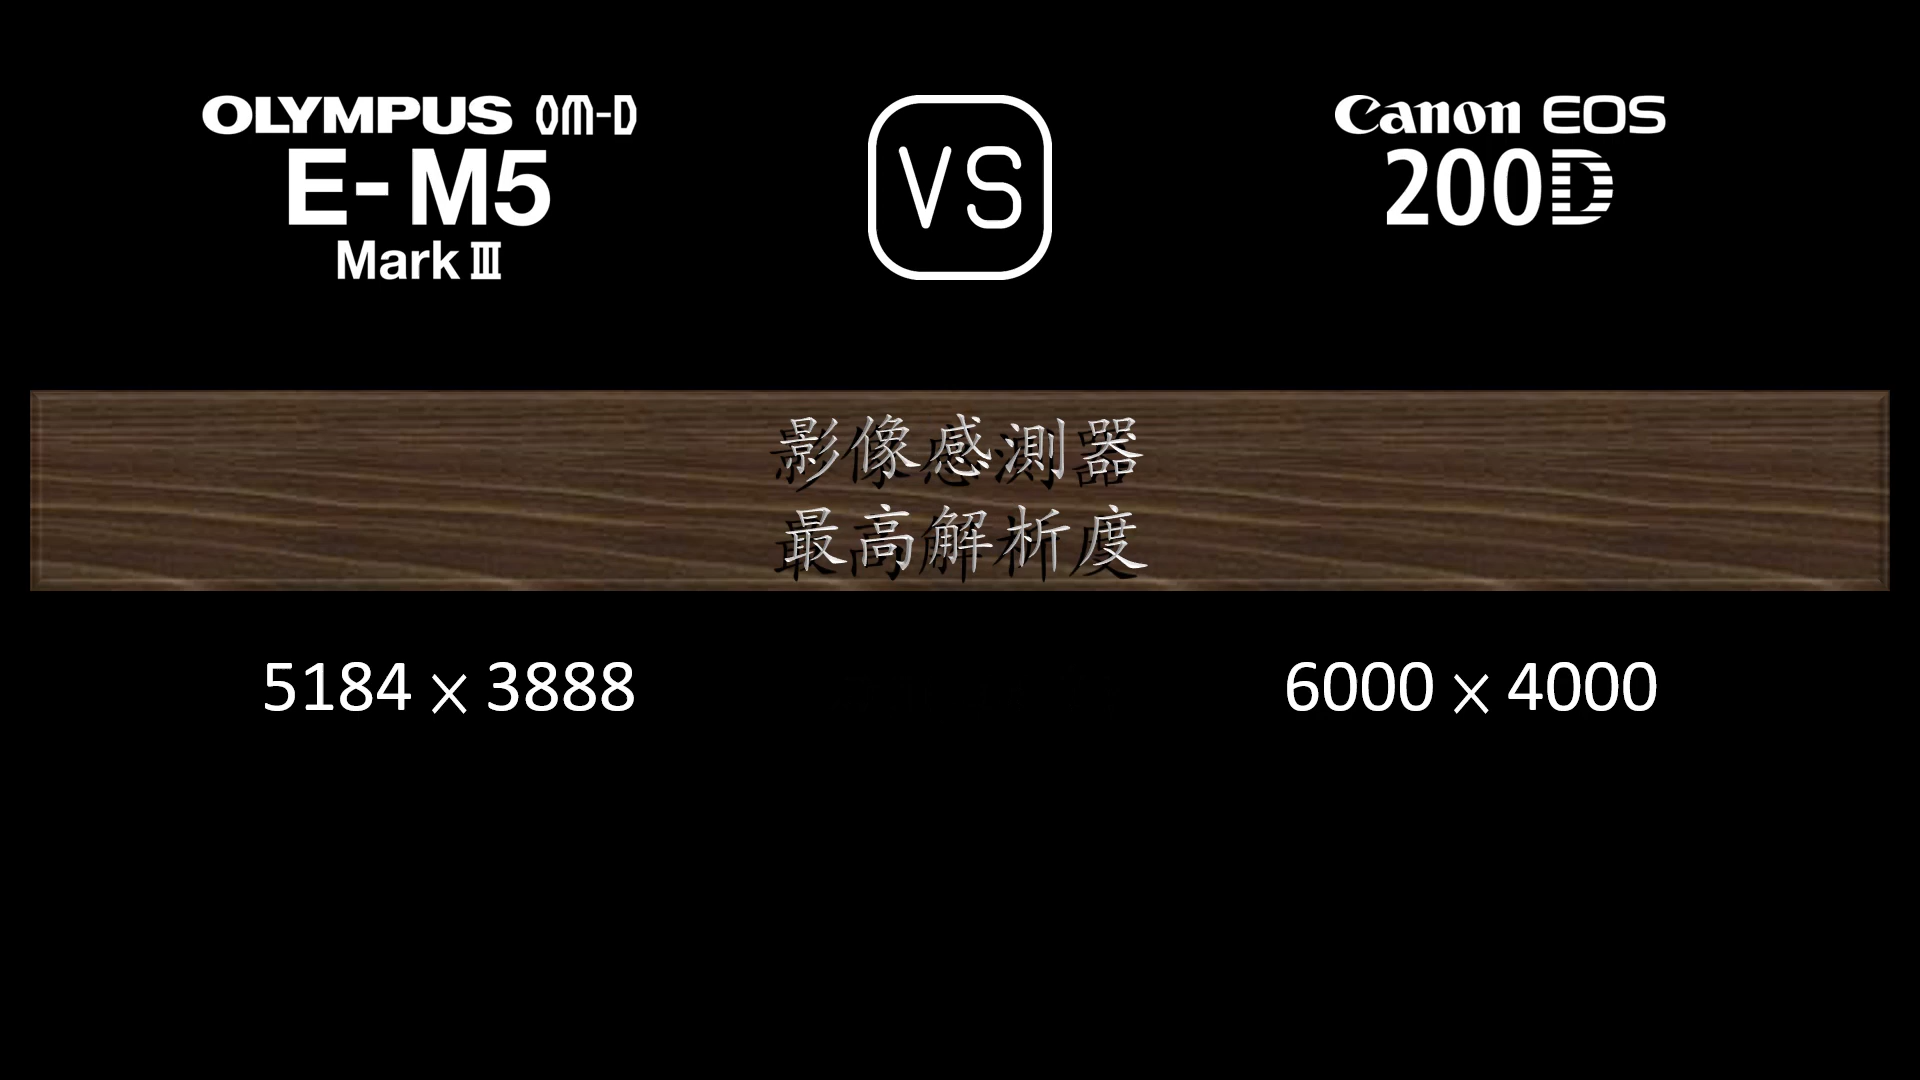 OLYMPUS OM-D
E-M5
Mark III
VS
Canon EOS
200D
影像感測器
最高解析度
5184 x 3888
6000 x 4000